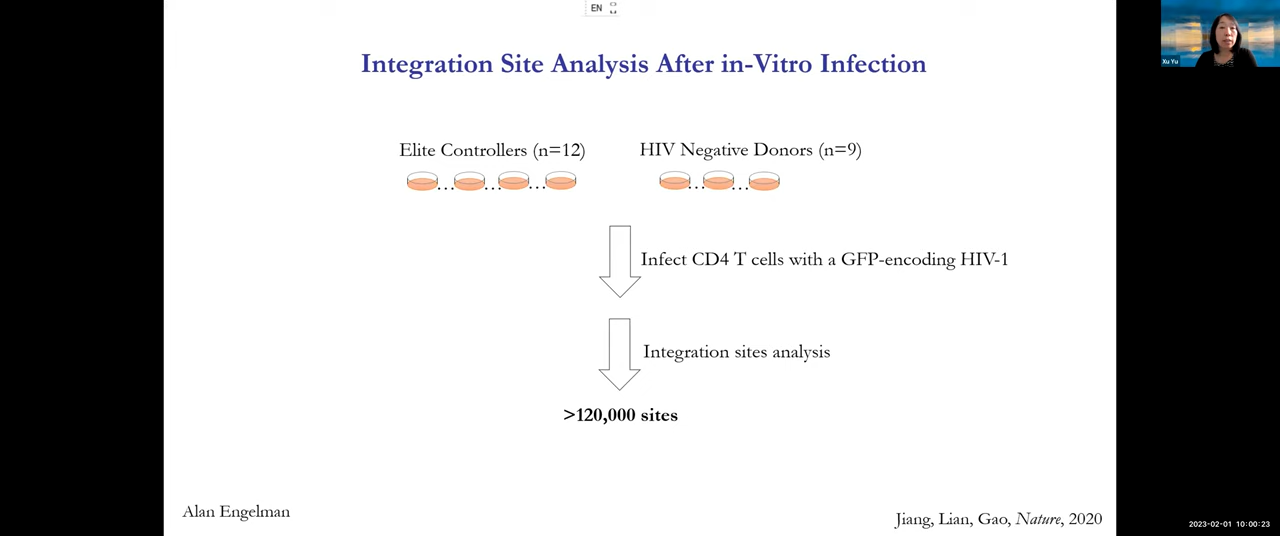 EN
Integration Site Analysis After in-Vitro Infection
Xu Yu
Elite Controllers (n=12)
HIV Negative Donors (n=9)
Infect CD4 T cells with a GFP-encoding HIV-1
Integration sites analysis
>120,000 sites
Alan Engelman
Jiang, Lian, Gao, Nature, 2020
2023-02-01 10:00:23